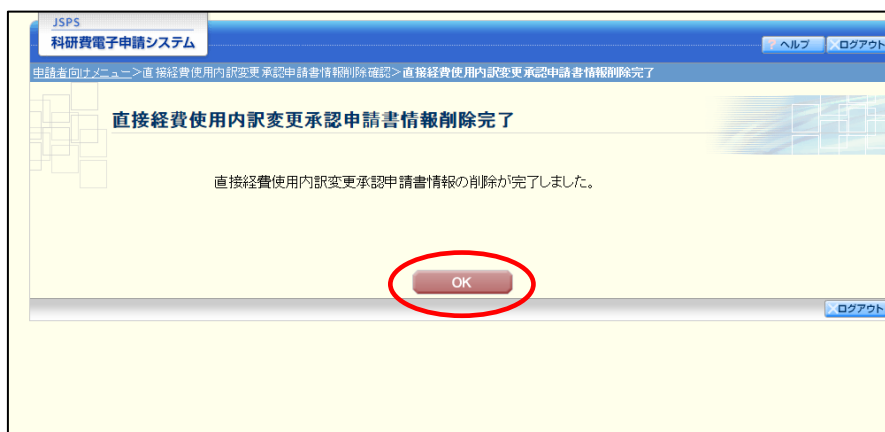 JSPS
科研費電子申請システム
ヘルプ ログアウト
申請者向けメニュー>直接経費使用内訳変更承認申請書情報削除確認>直接経費使用内訳変更承認申請書情報削除完了
直接経費使用内訳変更承認申請書情報削除完了
直接経費使用内訳変更承認申請書情報の削除が完了しました。
OK
ログアウト